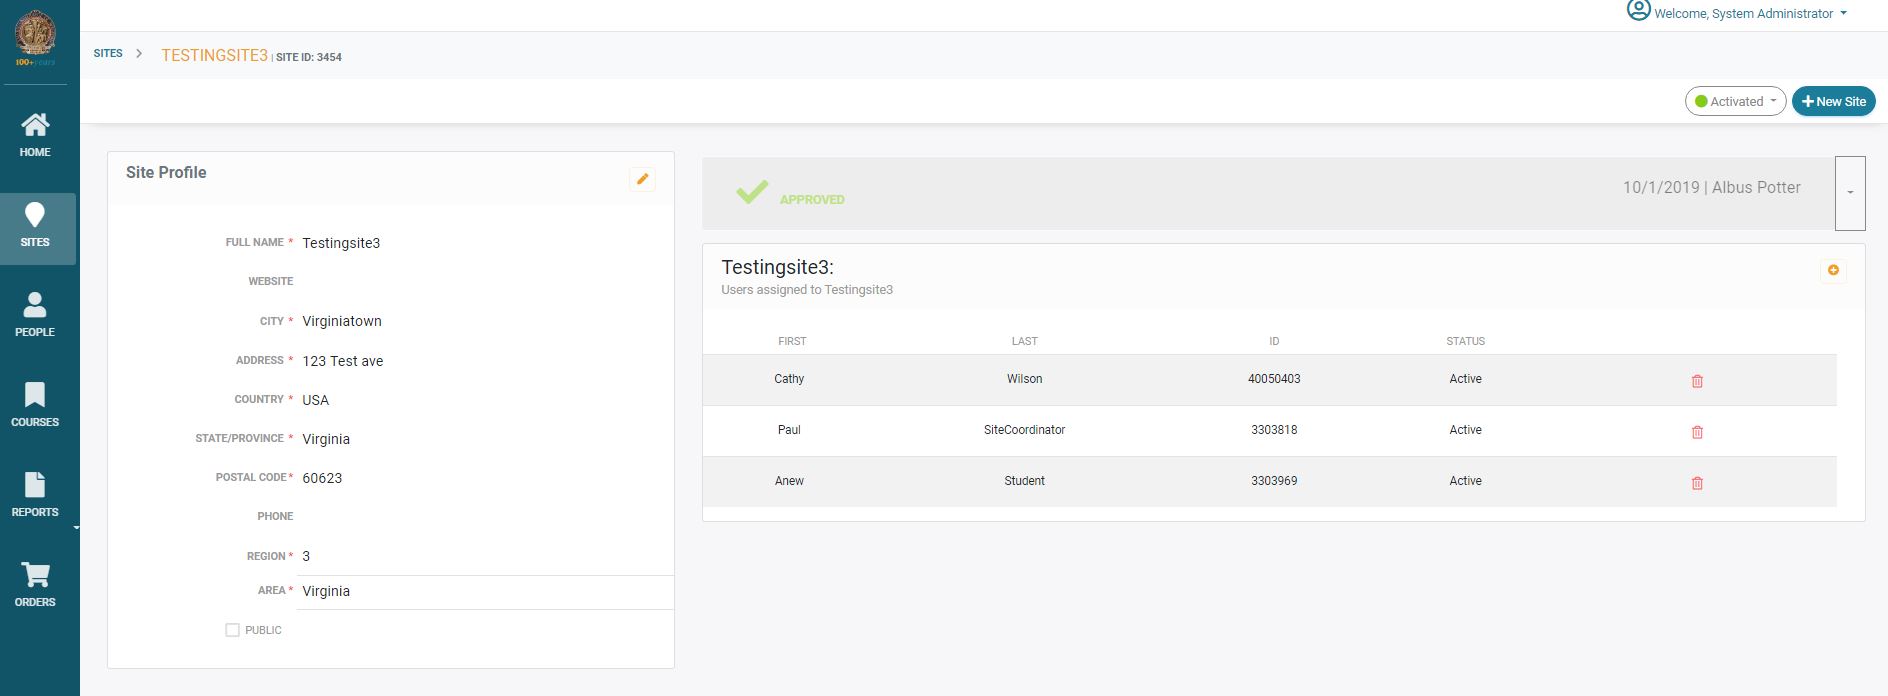 Welcome, System Administrator
100+years
SITES
TESTINGSITE3 | SITE ID: 3454
Activated
New Site
HOME
SITES
PEOPLE
COURSES
REPORTS
ORDERS
Site Profile
FULL NAME * Testingsite3
WEBSITE
CITY * Virginiatown
ADDRESS * 123 Test ave
COUNTRY * USA
STATE/PROVINCE * Virginia
POSTAL CODE* 60623
PHONE
REGION * 3
AREA * Virginia
PUBLIC
APPROVED
10/1/2019 | Albus Potter
Testingsite3:
Users assigned to Testingsite3
FIRST LAST ID STATUS
Cathy Wilson 40050403 Active
Paul SiteCoordinator 3303818 Active
Anew Student 3303969 Active